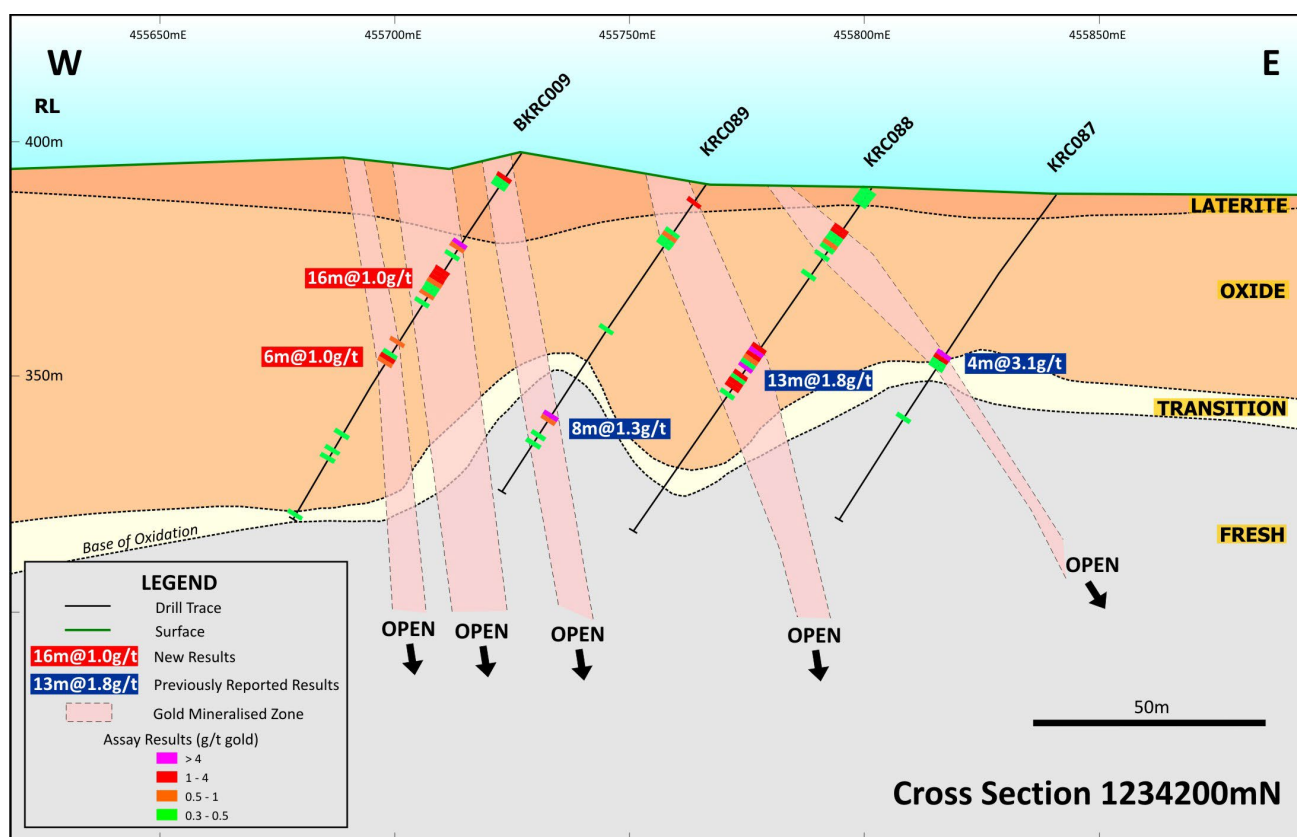 455650mE 455700mE 455750mE 455800mE 455850mE
W E
RL
400m
350m
BKRC009
KRC089
KRC088
KRC087
LATERITE
OXIDE
TRANSITION
FRESH
16m@1.0g/t
6m@1.0g/t
8m@1.3g/t
13m@1.8g/t
4m@3.1g/t
Base of Oxidation
OPEN
OPEN
OPEN
OPEN
OPEN
LEGEND
Drill Trace
Surface
16m@1.0g/t New Results
13m@1.8g/t Previously Reported Results
Gold Mineralised Zone
Assay Results (g/t gold)
> 4
1 - 4
0.5 - 1
0.3 - 0.5
50m
Cross Section 1234200mN